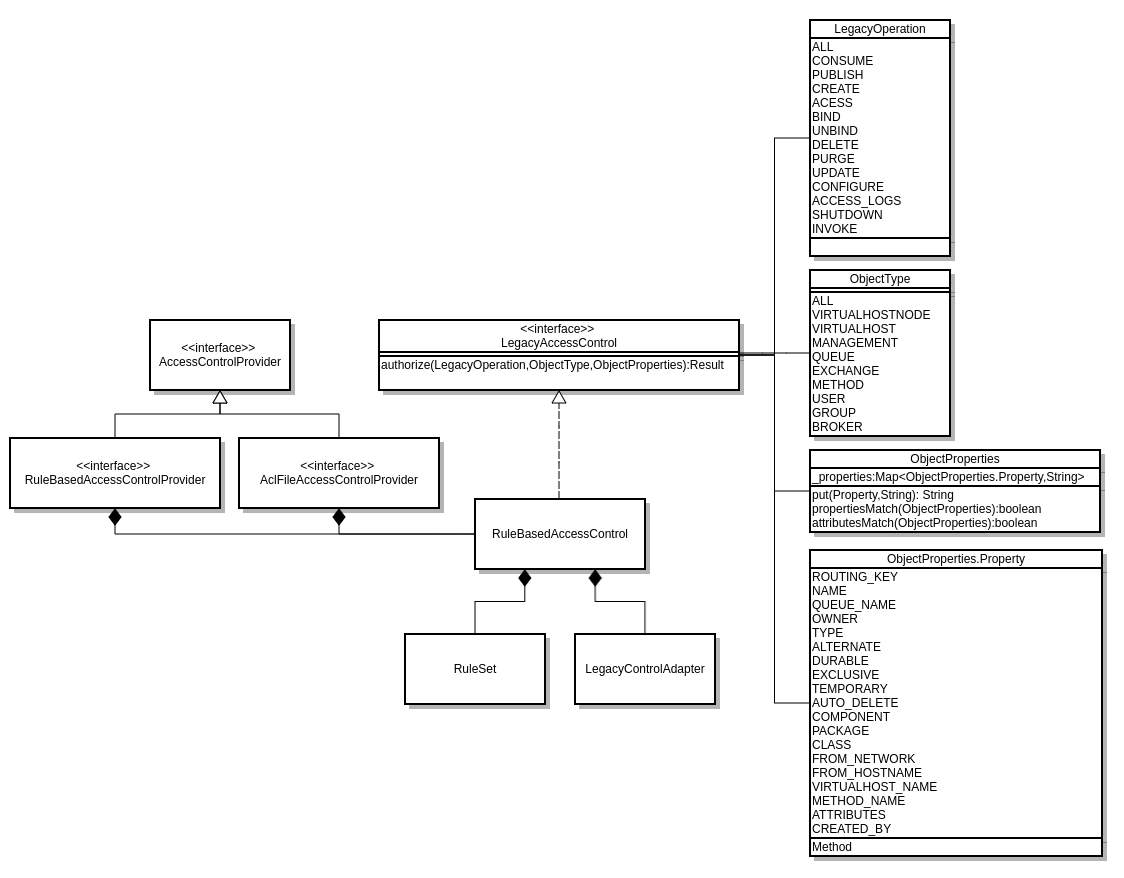 LegacyOperation
ALL
CONSUME
PUBLISH
CREATE
ACESS
BIND
UNBIND
DELETE
PURGE
UPDATE
CONFIGURE
ACCESS_LOGS
SHUTDOWN
INVOKE
ObjectType
ALL
VIRTUALHOSTNODE
VIRTUALHOST
MANAGEMENT
QUEUE
EXCHANGE
METHOD
USER
GROUP
BROKER
<<interface>>
LegacyAccessControl
authorize(LegacyOperation,ObjectType,ObjectProperties):Result
<<interface>>
AccessControlProvider
<<interface>>
RuleBasedAccessControlProvider
<<interface>>
AclFileAccessControlProvider
ObjectProperties
_properties:Map<ObjectProperties.Property,String>
put(Property,String): String
propertiesMatch(ObjectProperties):boolean
attributesMatch(ObjectProperties):boolean
RuleBasedAccessControl
RuleSet
LegacyControlAdapter
ObjectProperties.Property
ROUTING_KEY
NAME
QUEUE_NAME
OWNER
TYPE
ALTERNATE
DURABLE
EXCLUSIVE
TEMPORARY
AUTO_DELETE
COMPONENT
PACKAGE
CLASS
FROM_NETWORK
FROM_HOSTNAME
VIRTUALHOST_NAME
METHOD_NAME
ATTRIBUTES
CREATED_BY
Method